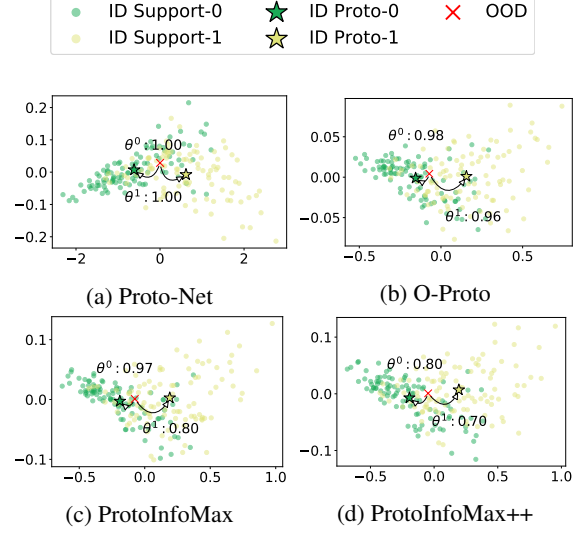 ID Support-0 ID Proto-0 OOD
ID Support-1 ID Proto-1
0.2
0.1
0.0
−0.1
−0.2
−2 0 2
θ⁰: 1.00
θ¹: 1.00
(a) Proto-Net
0.05
0.00
−0.05
−0.5 0.0 0.5
θ⁰: 0.98
θ¹: 0.96
(b) O-Proto
0.1
0.0
−0.1
−0.5 0.0 0.5 1.0
θ⁰: 0.97
θ¹: 0.80
(c) ProtoInfoMax
0.1
0.0
−0.1
−0.5 0.0 0.5 1.0
θ⁰: 0.80
θ¹: 0.70
(d) ProtoInfoMax++